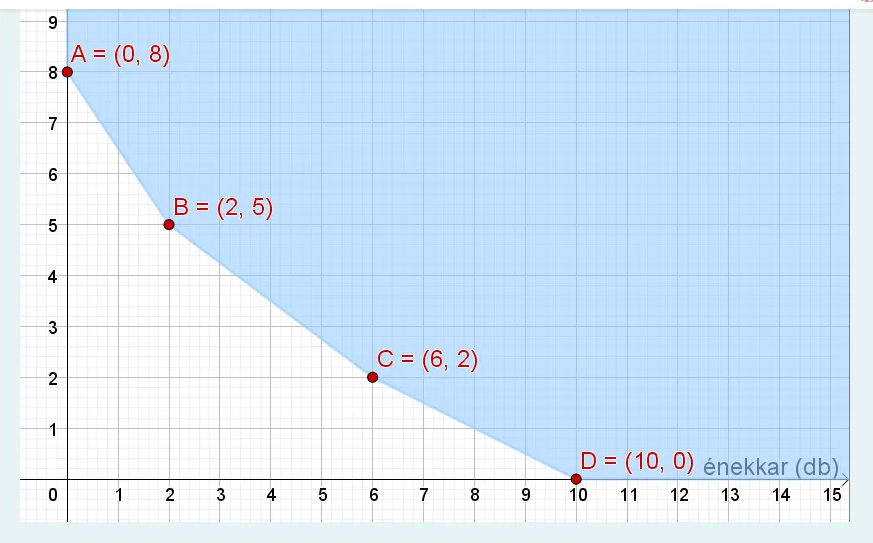 9
A = (0, 8)
8
7
6
B = (2, 5)
5
4
3
C = (6, 2)
2
1
D = (10, 0) énekkar (db)
0 1 2 3 4 5 6 7 8 9 10 11 12 13 14 15